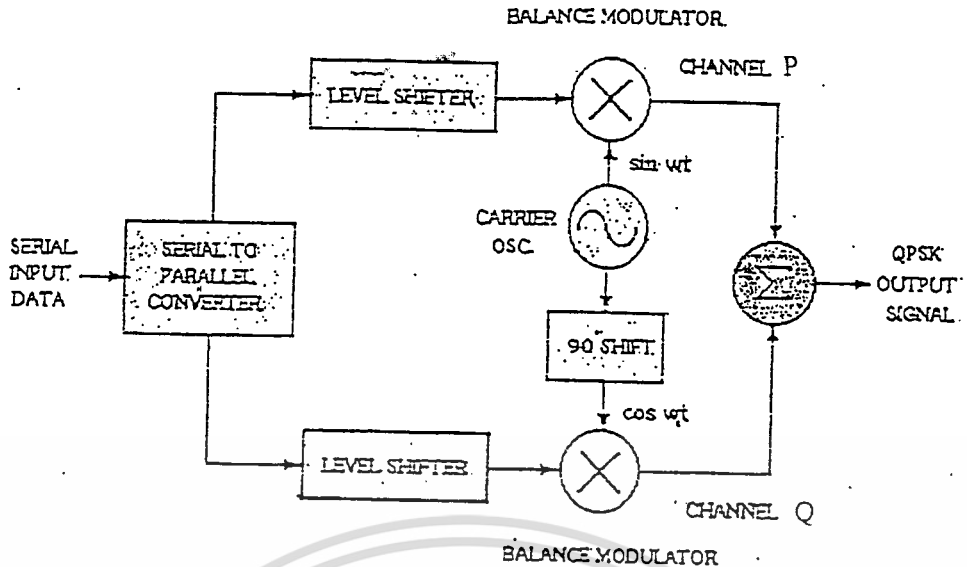 BALANCE MODULATOR
CHANNEL P
LEVEL SHIFTER
sin wt
CARRIER
OSC.
SERIAL
INPUT
DATA
SERIAL TO
PARALLEL
CONVERTER
Σ
QPSK
OUTPUT
SIGNAL
90° SHIFT
cos wt
LEVEL SHIFTER
CHANNEL Q
BALANCE MODULATOR